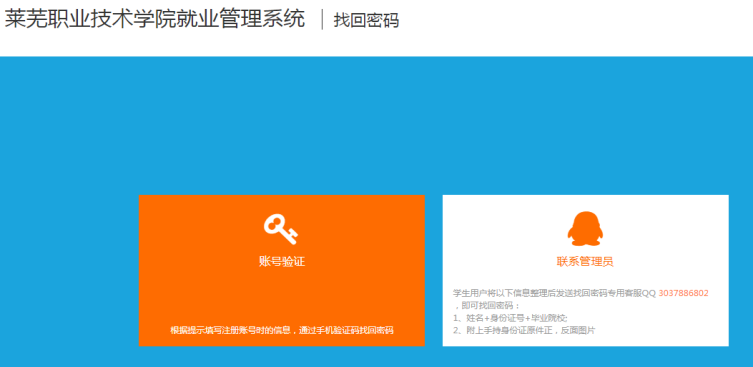 莱芜职业技术学院就业管理系统 | 找回密码
账号验证
根据提示填写注册账号时的信息，通过手机验证码找回密码
联系管理员
学生用户将以下信息整理后发送找回密码专用客服QQ 3037886802
，即可找回密码：
1、姓名+身份证号+毕业院校;
2、附上手持身份证原件正，反面图片